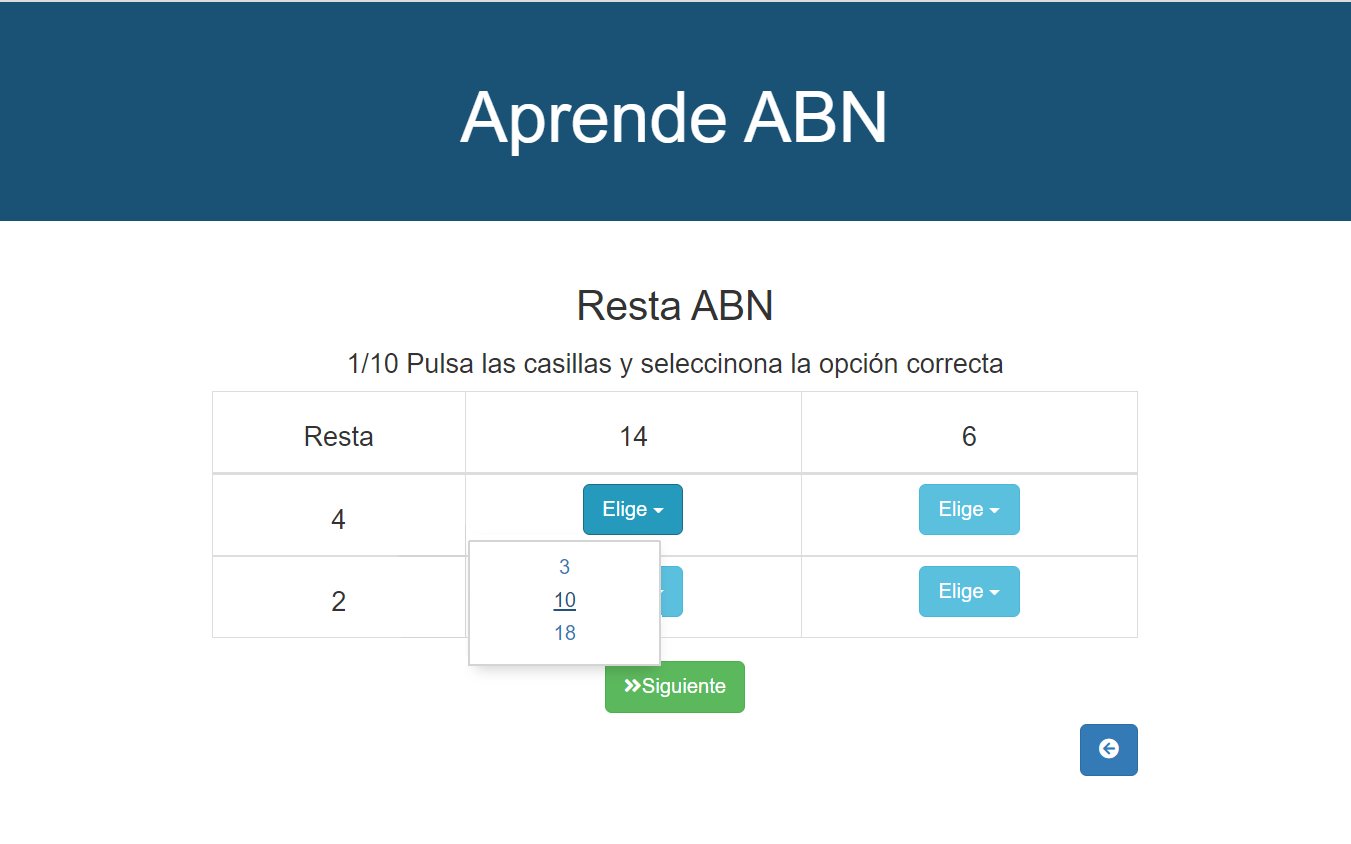 Aprende ABN
Resta ABN
1/10 Pulsa las casillas y seleccinona la opción correcta
Resta 14 6
4 Elige Elige
3
10
18
2 Elige
Siguiente